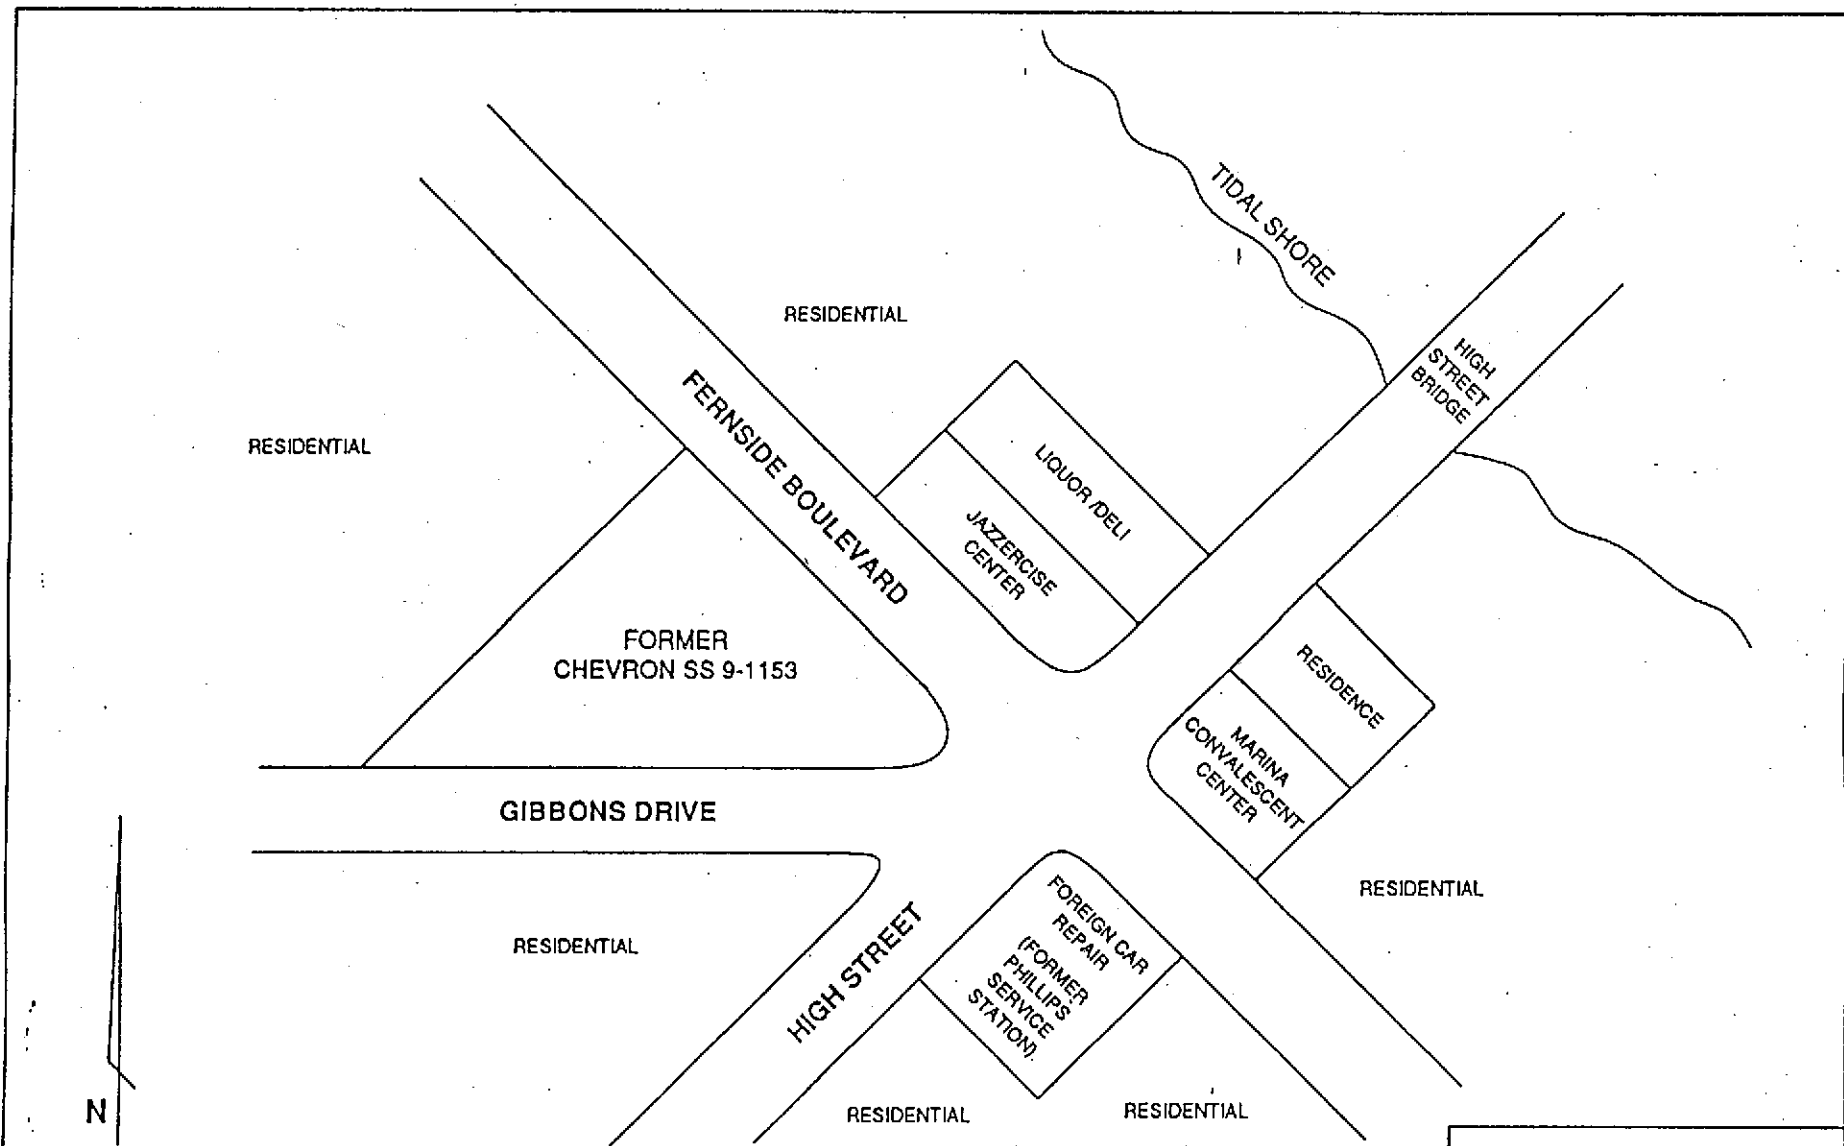 TIDAL SHORE
RESIDENTIAL
HIGH
STREET
BRIDGE
FERNSIDE BOULEVARD
RESIDENTIAL
LIQUOR/DELI
JAZZERCISE
CENTER
FORMER
CHEVRON SS 9-1153
RESIDENCE
MARINA
CONVALESCENT
CENTER
GIBBONS DRIVE
RESIDENTIAL
FOREIGN CAR
REPAIR
(FORMER
PHILLIPS
SERVICE
STATION)
RESIDENTIAL
HIGH STREET
N
RESIDENTIAL
RESIDENTIAL